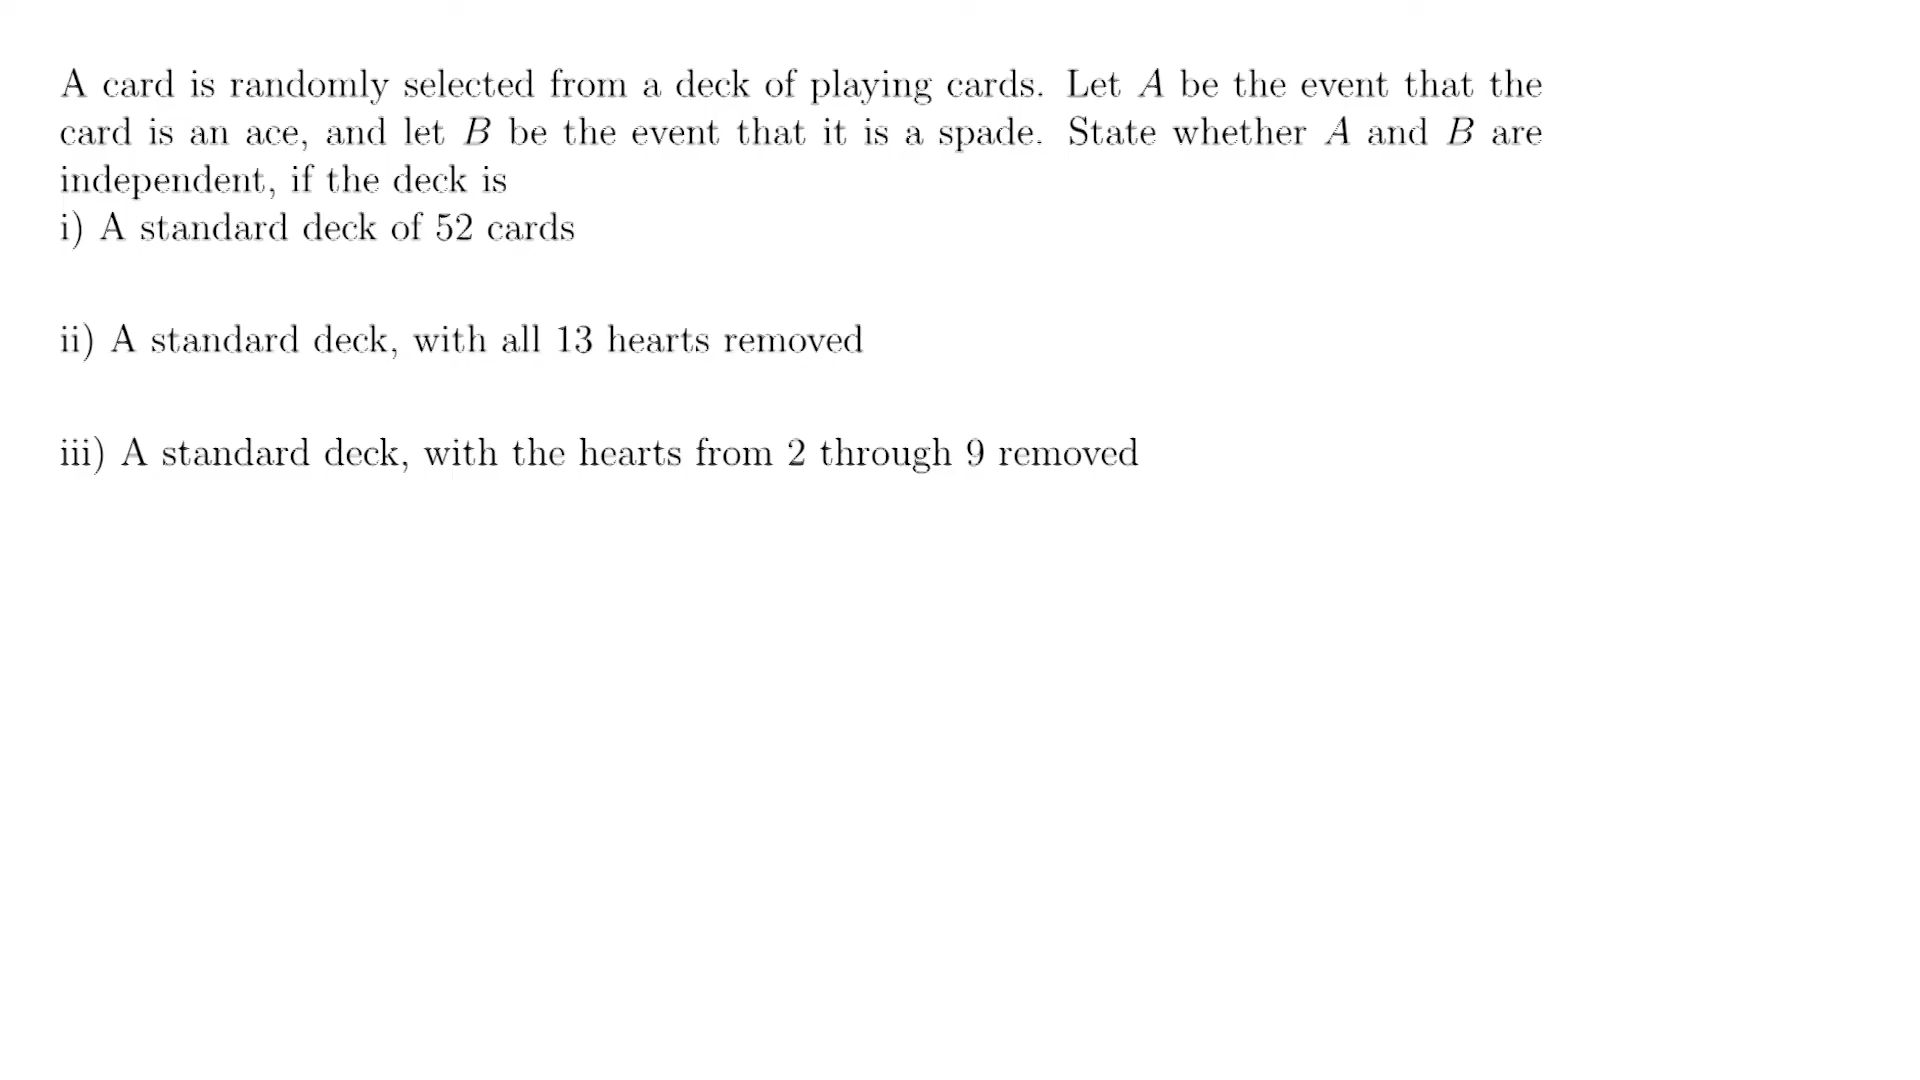 A card is randomly selected from a deck of playing cards. Let A be the event that the
card is an ace, and let B be the event that it is a spade. State whether A and B are
independent, if the deck is
i) A standard deck of 52 cards
ii) A standard deck, with all 13 hearts removed
iii) A standard deck, with the hearts from 2 through 9 removed